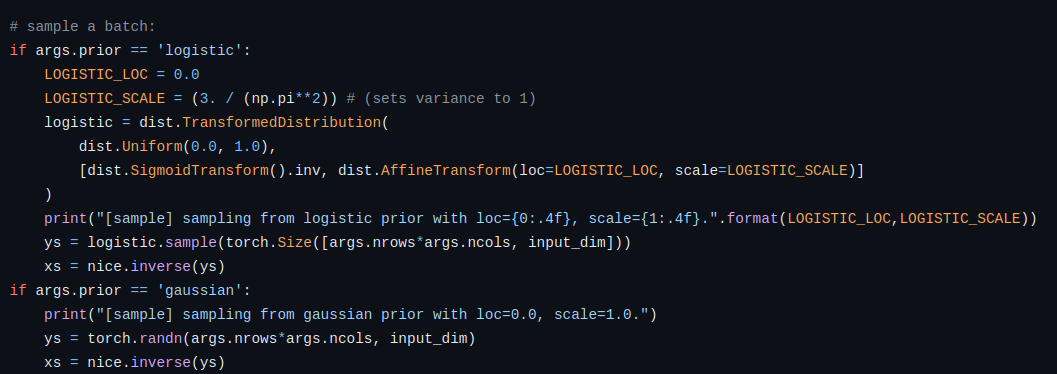 # sample a batch:
if args.prior == 'logistic':
    LOGISTIC_LOC = 0.0
    LOGISTIC_SCALE = (3. / (np.pi**2)) # (sets variance to 1)
    logistic = dist.TransformedDistribution(
        dist.Uniform(0.0, 1.0),
        [dist.SigmoidTransform().inv, dist.AffineTransform(loc=LOGISTIC_LOC, scale=LOGISTIC_SCALE)]
    )
    print("[sample] sampling from logistic prior with loc={0:.4f}, scale={1:.4f}.".format(LOGISTIC_LOC,LOGISTIC_SCALE))
    ys = logistic.sample(torch.Size([args.nrows*args.ncols, input_dim]))
    xs = nice.inverse(ys)
if args.prior == 'gaussian':
    print("[sample] sampling from gaussian prior with loc=0.0, scale=1.0.")
    ys = torch.randn(args.nrows*args.ncols, input_dim)
    xs = nice.inverse(ys)